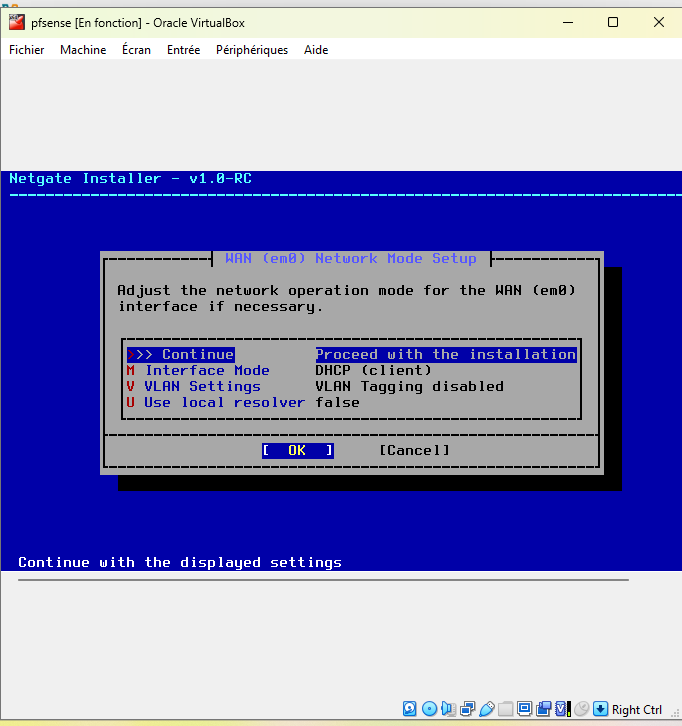 pfsense [En fonction] - Oracle VirtualBox
Fichier Machine Écran Entrée Périphériques Aide
Netgate Installer - v1.0-RC
WAN (em0) Network Mode Setup
Adjust the network operation mode for the WAN (em0)
interface if necessary.
>>> Continue Proceed with the installation
M Interface Mode DHCP (client)
V VLAN Settings VLAN Tagging disabled
U Use local resolver false
[ OK ] [Cancel]
Continue with the displayed settings
Right Ctrl